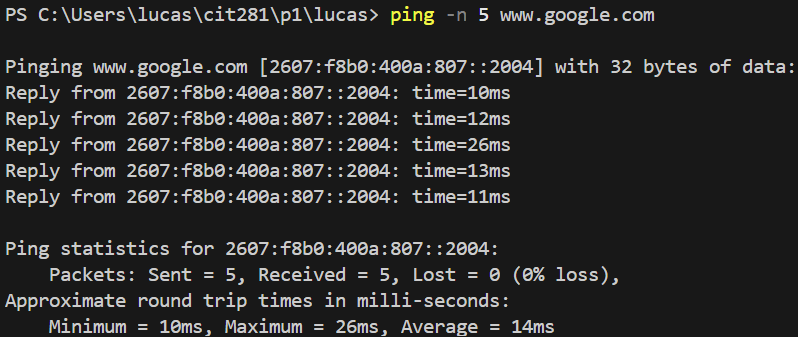 PS C:\Users\lucas\cit281\p1\lucas> ping -n 5 www.google.com
Pinging www.google.com [2607:f8b0:400a:807::2004] with 32 bytes of data:
Reply from 2607:f8b0:400a:807::2004: time=10ms
Reply from 2607:f8b0:400a:807::2004: time=12ms
Reply from 2607:f8b0:400a:807::2004: time=26ms
Reply from 2607:f8b0:400a:807::2004: time=13ms
Reply from 2607:f8b0:400a:807::2004: time=11ms
Ping statistics for 2607:f8b0:400a:807::2004:
    Packets: Sent = 5, Received = 5, Lost = 0 (0% loss),
Approximate round trip times in milli-seconds:
    Minimum = 10ms, Maximum = 26ms, Average = 14ms